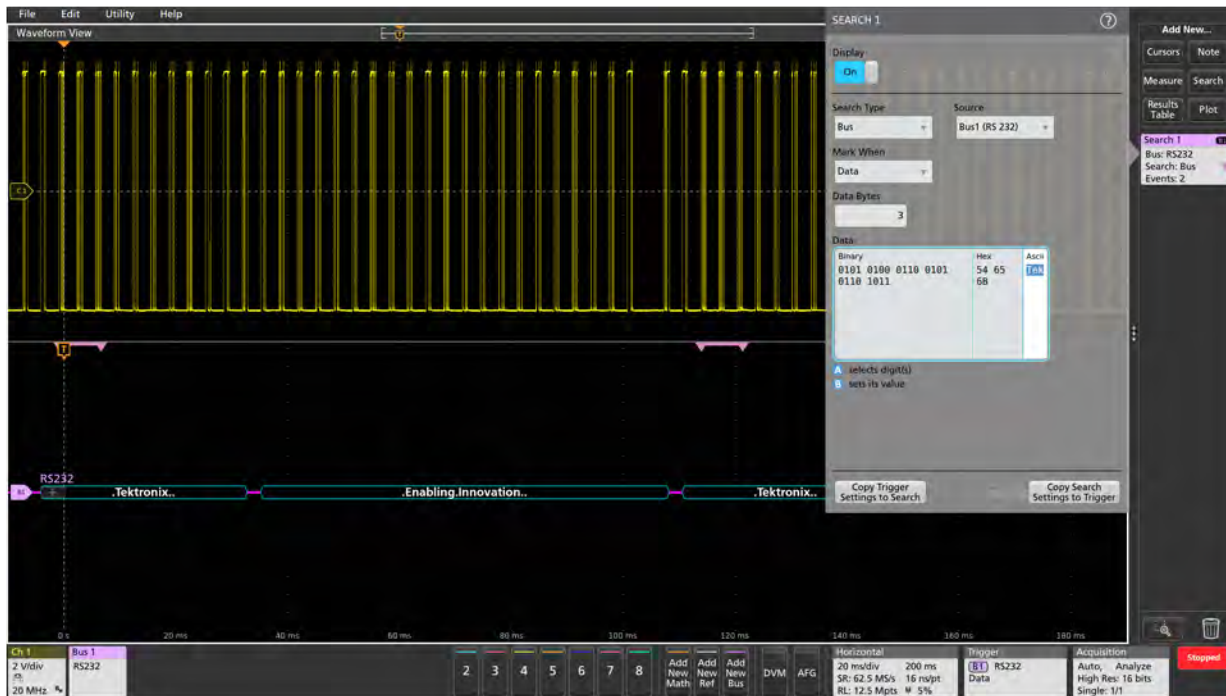 File Edit Utility Help
Waveform View
SEARCH 1
Add New...
Display
On
Cursors Note
Measure Search
Results Table Plot
Search Type Source
Bus Bus1 (RS 232)
Search 1
Bus: RS232
Search: Bus
Events: 2
Mark When
Data
Data Bytes
3
Data
Binary Hex Ascii
0101 0100 0110 0101 54 65 Tek
0110 1011 6B
A selects digit(s)
B sets its value
C1
T
RS232
B1 .Tektronix.. .Enabling.Innovation.. .Tektronix..
Copy Trigger Settings to Search
Copy Search Settings to Trigger
0 s 20 ms 40 ms 60 ms 80 ms 100 ms 120 ms 140 ms 160 ms 180 ms
Ch 1
2 V/div
20 MHz
Bus 1
RS232
2 3 4 5 6 7 8
Add New Math
Add New Ref
Add New Bus
DVM AFG
Horizontal
20 ms/div 200 ms
SR: 62.5 MS/s 16 ns/pt
RL: 12.5 Mpts 5%
Trigger
B1 RS232
Data
Acquisition
Auto, Analyze
High Res: 16 bits
Single: 1/1
Stopped